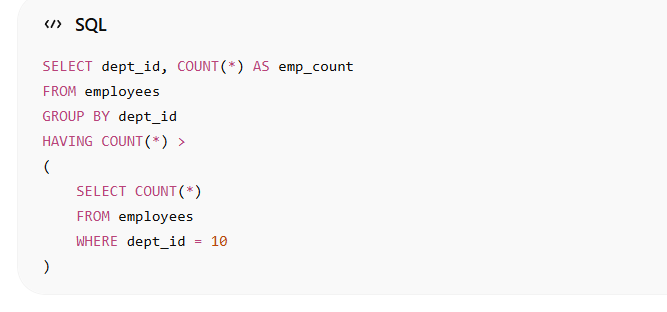 SQL
SELECT dept_id, COUNT(*) AS emp_count
FROM employees
GROUP BY dept_id
HAVING COUNT(*) >
(
    SELECT COUNT(*)
    FROM employees
    WHERE dept_id = 10
)